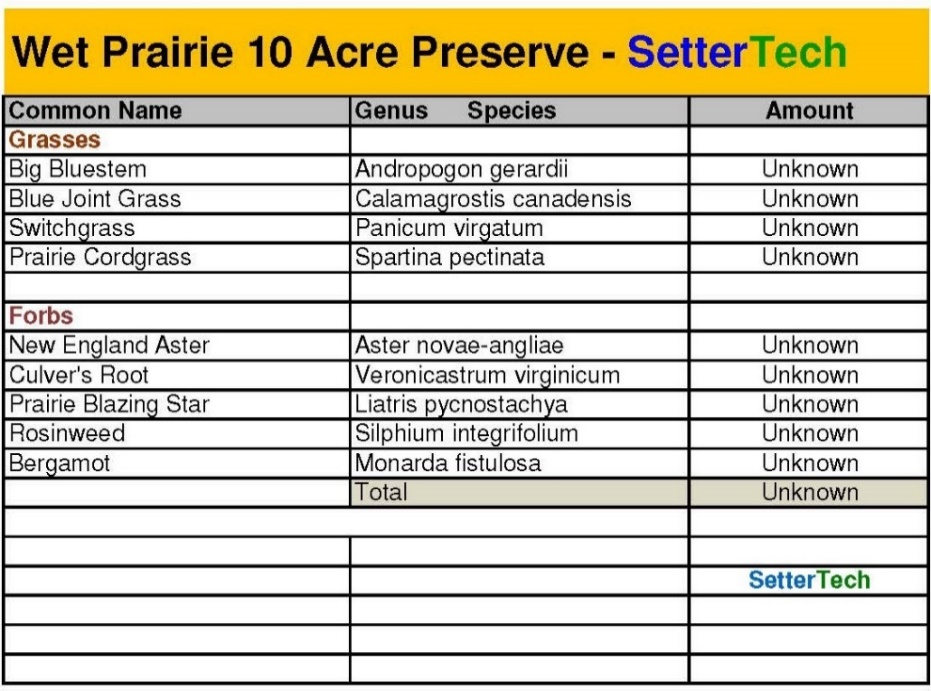 Wet Prairie 10 Acre Preserve - SetterTech
Common Name Genus Species Amount
Grasses
Big Bluestem Andropogon gerardii Unknown
Blue Joint Grass Calamagrostis canadensis Unknown
Switchgrass Panicum virgatum Unknown
Prairie Cordgrass Spartina pectinata Unknown
Forbs
New England Aster Aster novae-angliae Unknown
Culver's Root Veronicastrum virginicum Unknown
Prairie Blazing Star Liatris pycnostachya Unknown
Rosinweed Silphium integrifolium Unknown
Bergamot Monarda fistulosa Unknown
Total Unknown
SetterTech